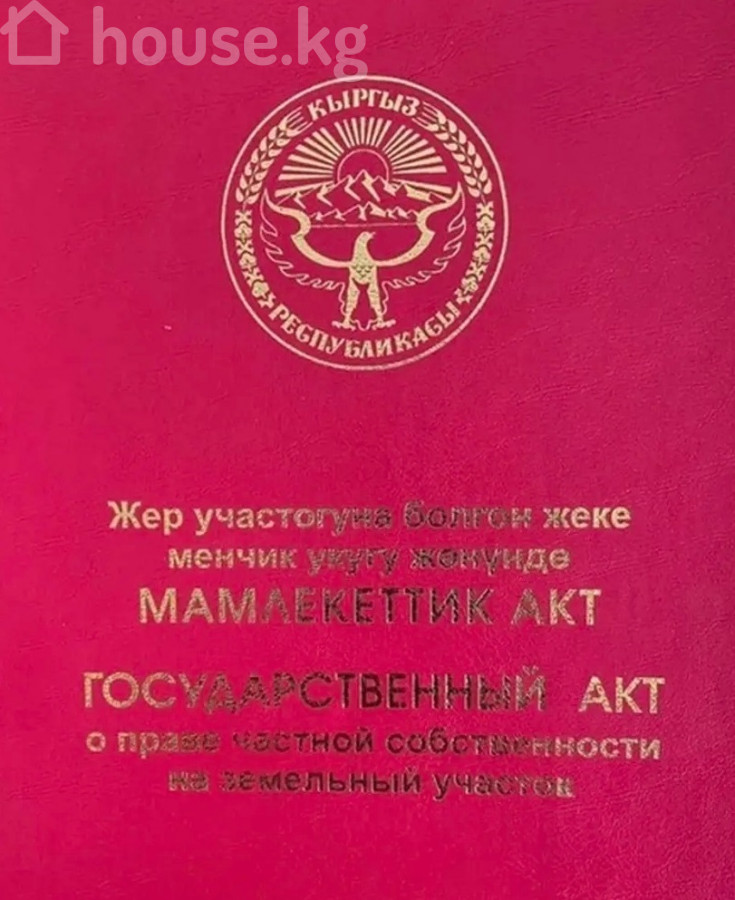 house.kg
КЫРГЫЗ
РЕСПУБЛИКАСЫ
Жер участогуна болгон жеке
менчик укугу жөнүндө
МАМЛЕКЕТТИК АКТ
ГОСУДАРСТВЕННЫЙ АКТ
о праве частной собственности
на земельный участок